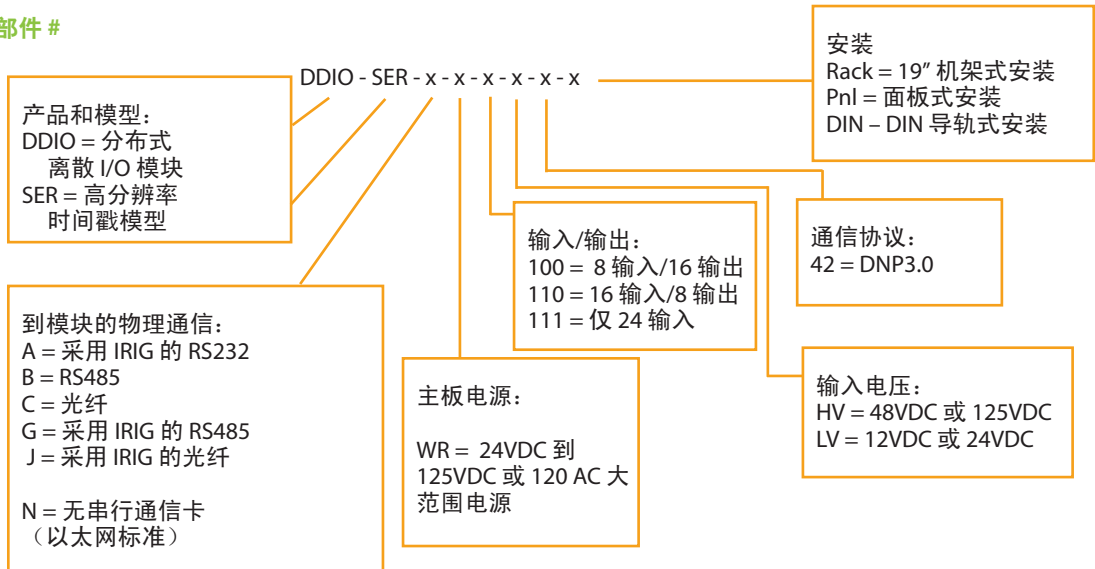 部件 #
DDIO - SER - x - x - x - x - x - x
产品和模型：
DDIO = 分布式
离散 I/O 模块
SER = 高分辨率
时间戳模型
安装
Rack = 19” 机架式安装
Pnl = 面板式安装
DIN – DIN 导轨式安装
输入/输出：
100 = 8 输入/16 输出
110 = 16 输入/8 输出
111 = 仅 24 输入
通信协议：
42 = DNP3.0
到模块的物理通信：
A = 采用 IRIG 的 RS232
B = RS485
C = 光纤
G = 采用 IRIG 的 RS485
J = 采用 IRIG 的光纤
N = 无串行通信卡
（以太网标准）
主板电源：
WR = 24VDC 到
125VDC 或 120 AC 大
范围电源
输入电压：
HV = 48VDC 或 125VDC
LV = 12VDC 或 24VDC